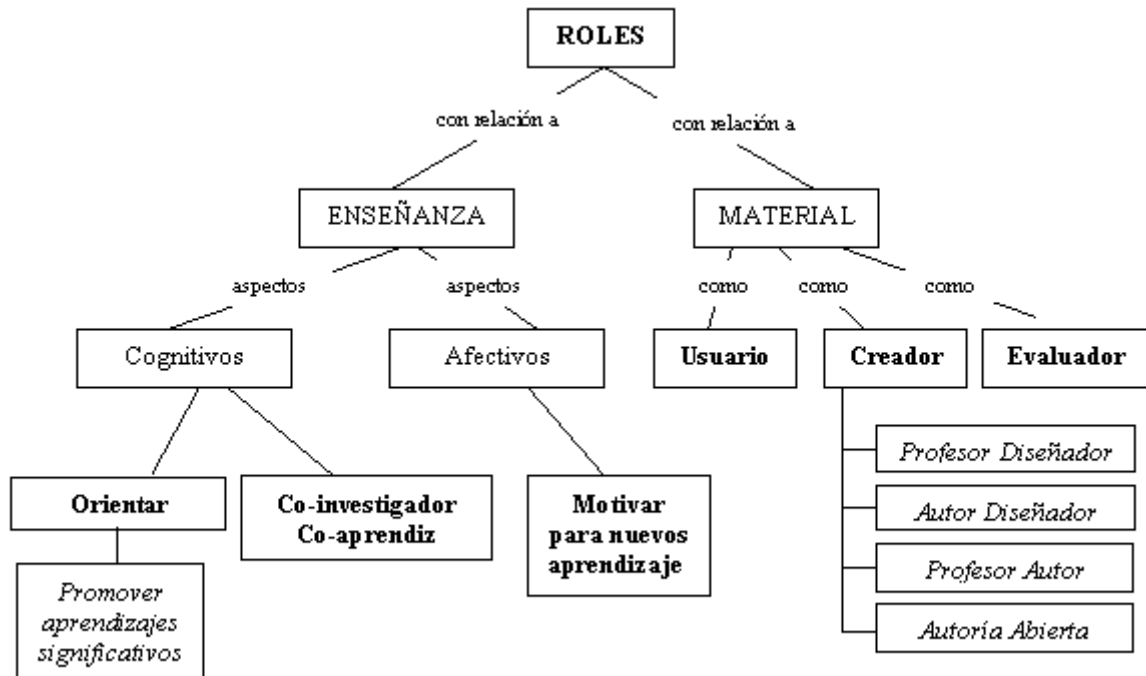 ROLES
con relación a
con relación a
ENSEÑANZA
MATERIAL
aspectos
aspectos
como
como
como
Cognitivos
Afectivos
Usuario
Creador
Evaluador
Profesor Diseñador
Orientar
Co-investigador
Co-aprendiz
Motivar
para nuevos
aprendizaje
Autor Diseñador
Profesor Autor
Promover
aprendizajes
significativos
Autoría Abierta